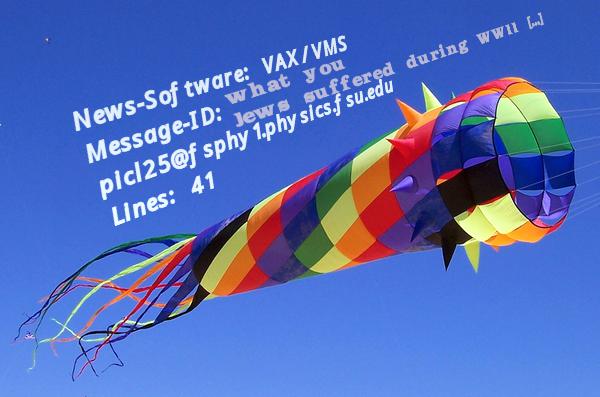 News-Software: VAX/VMS
what you
Message-ID: Jews suffered during WWII [...]
picl25@fsphy1.physics.fsu.edu
Lines: 41